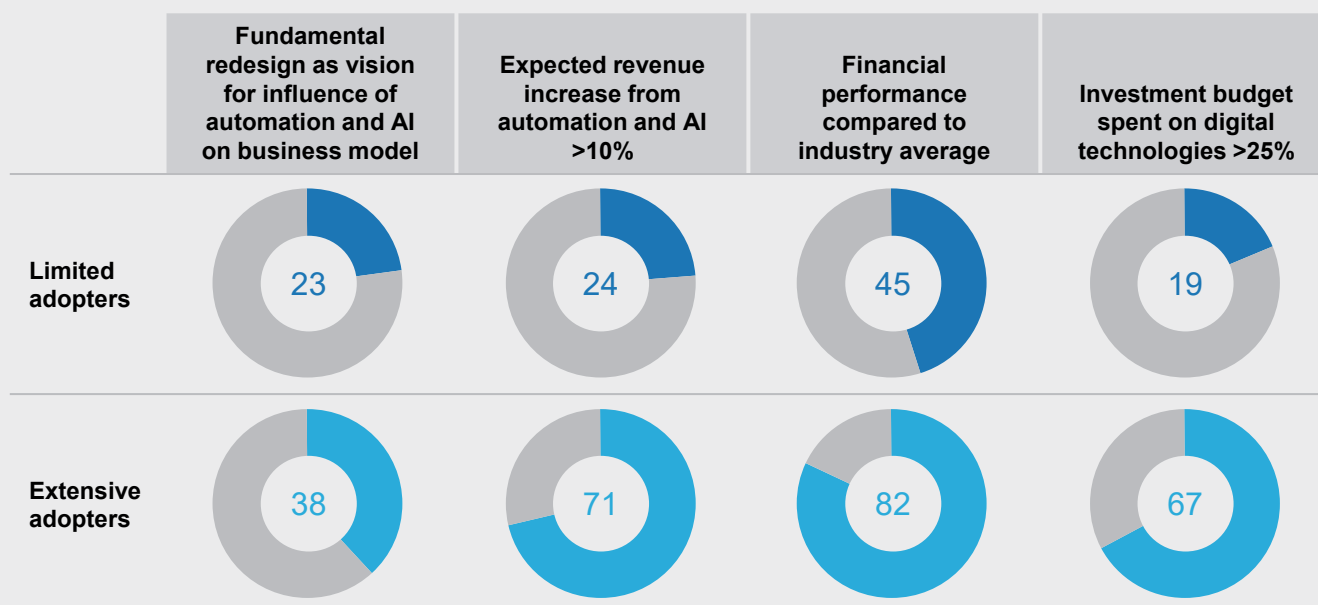 Fundamental
redesign as vision
for influence of
automation and AI
on business model
Expected revenue
increase from
automation and AI
>10%
Financial
performance
compared to
industry average
Investment budget
spent on digital
technologies >25%
Limited
adopters
23
24
45
19
Extensive
adopters
38
71
82
67